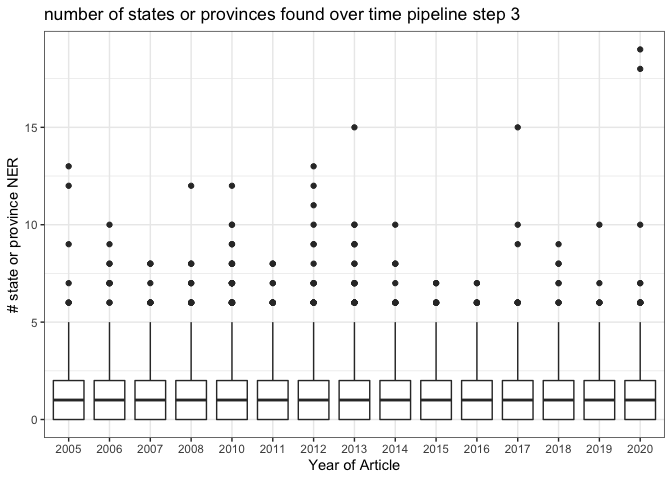 number of states or provinces found over time pipeline step 3
# state or province NER
15
10
5
0
2005 2006 2007 2008 2010 2011 2012 2013 2014 2015 2016 2017 2018 2019 2020
Year of Article